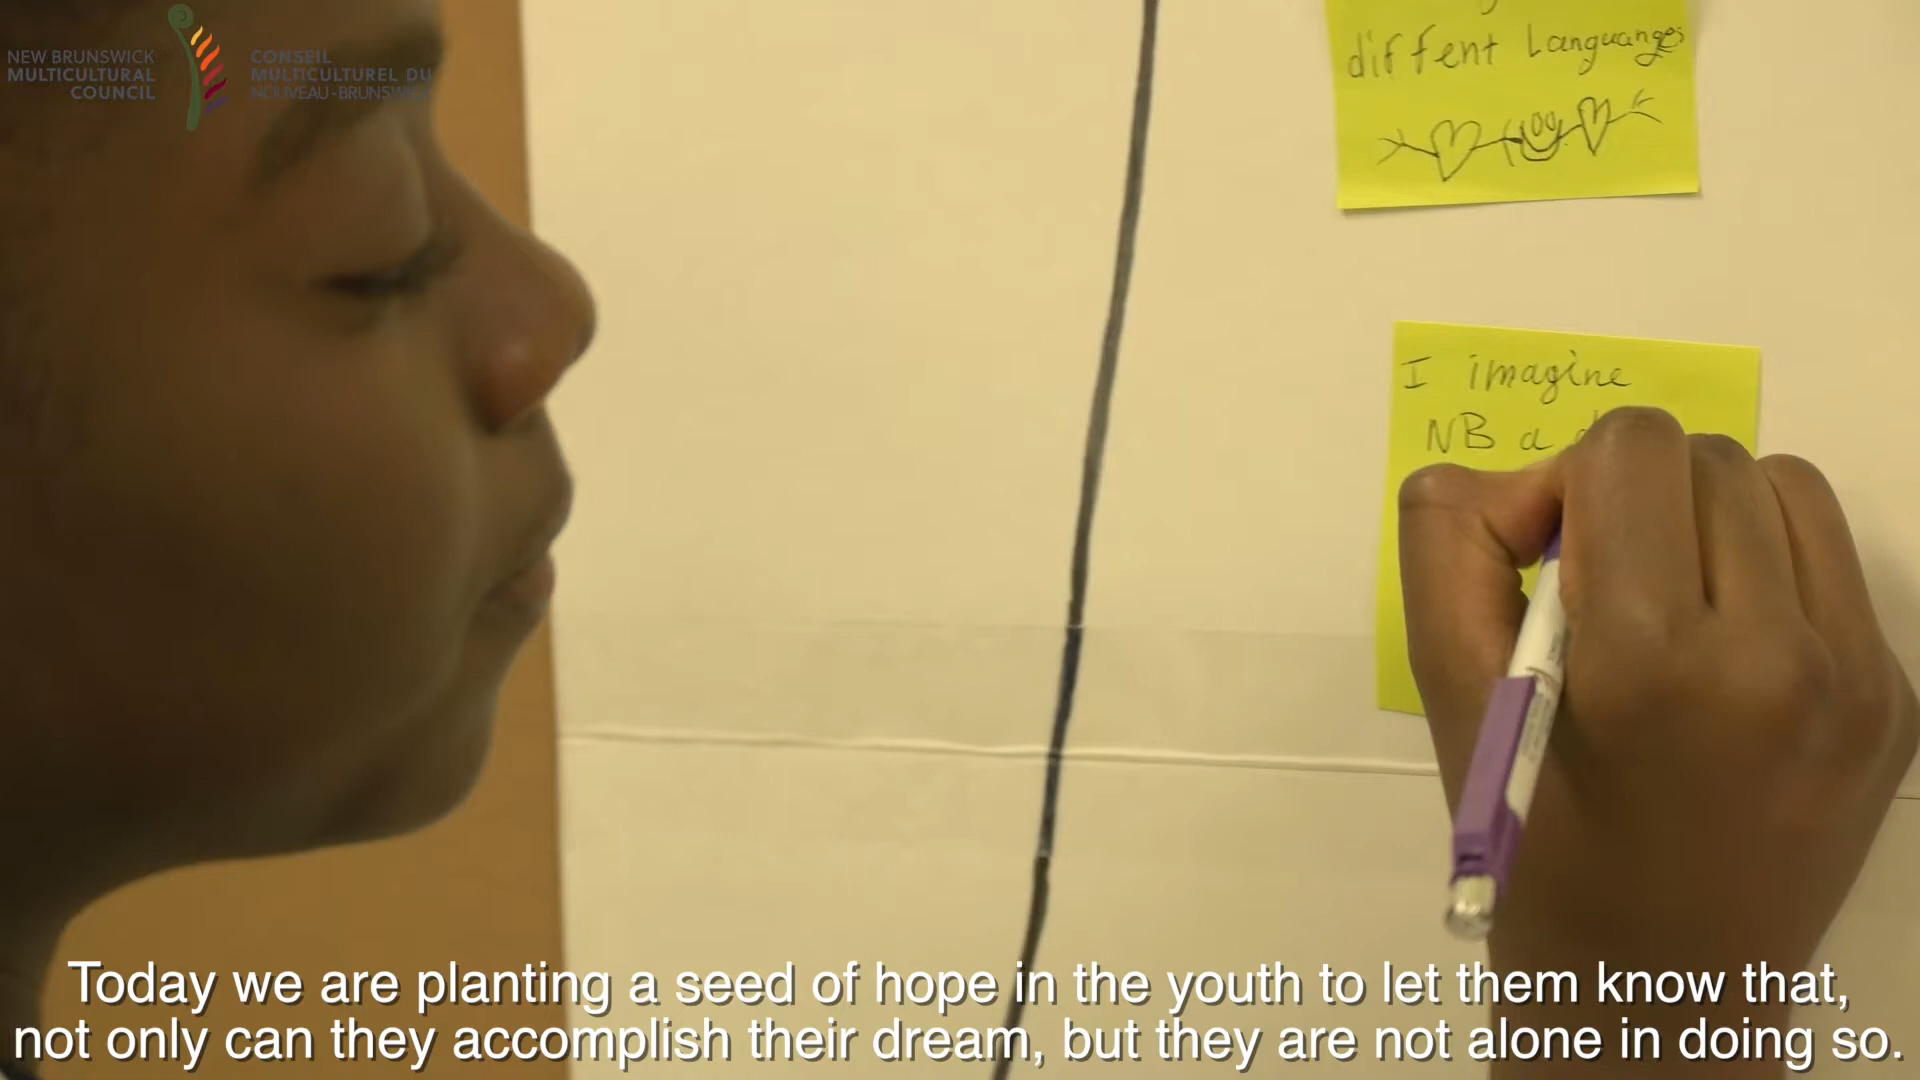 NEW BRUNSWICK
MULTICULTURAL
COUNCIL
CONSEIL
MULTICULTUREL DU
NOUVEAU-BRUNSWICK
diffent Languanges
I imagine
NB a
Today we are planting a seed of hope in the youth to let them know that,
not only can they accomplish their dream, but they are not alone in doing so.